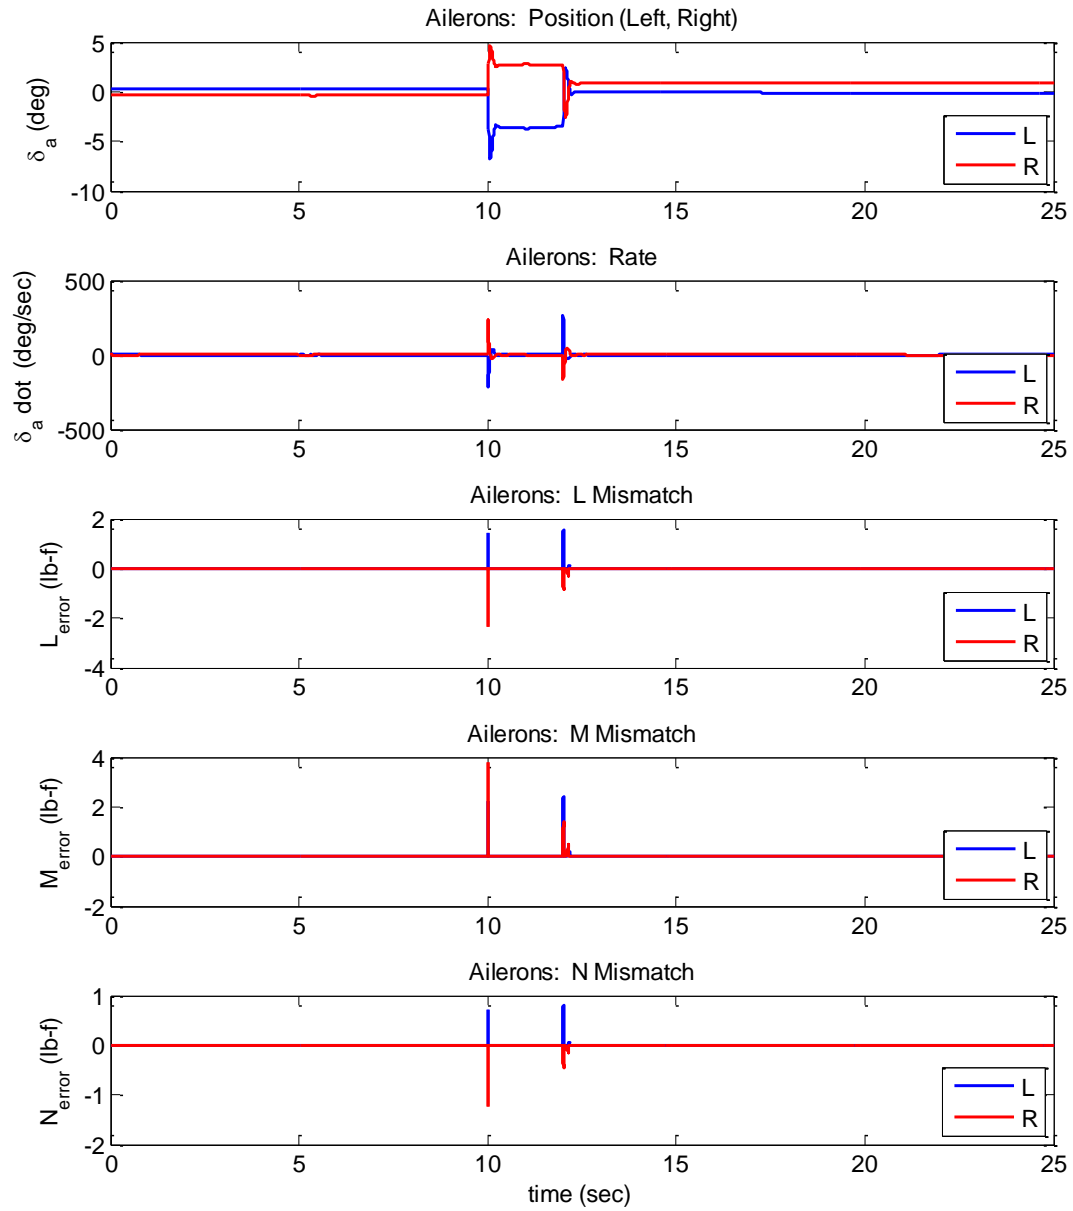 Ailerons:  Position (Left, Right)
5
0
-5
-10
δa (deg)
L
R
0 5 10 15 20 25
Ailerons:  Rate
500
0
-500
δa dot  (deg/sec)
L
R
0 5 10 15 20 25
Ailerons:  L Mismatch
2
0
-2
-4
Lerror (lb-f)
L
R
0 5 10 15 20 25
Ailerons:  M Mismatch
4
2
0
-2
Merror (lb-f)
L
R
0 5 10 15 20 25
Ailerons:  N Mismatch
1
0
-1
-2
Nerror (lb-f)
L
R
0 5 10 15 20 25
time (sec)